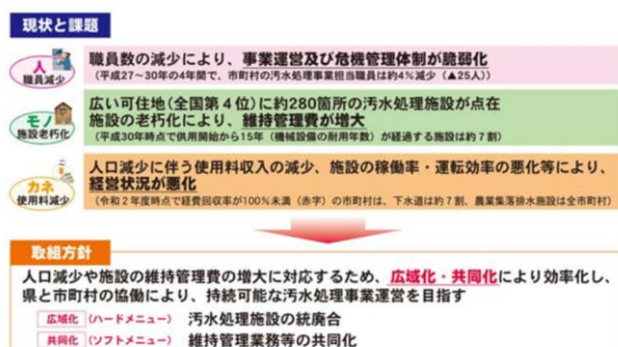 現状と課題
人
職員減少
職員数の減少により、事業運営及び危機管理体制が脆弱化
（平成27～30年の4年間で、市町村の汚水処理事業担当職員は約4％減少（▲25人））
モノ
施設老朽化
広い可住地（全国第4位）に約280箇所の汚水処理施設が点在
施設の老朽化により、維持管理費が増大
（平成30年時点で供用開始から15年（機械設備の耐用年数）が経過する施設は約7割）
カネ
使用料減少
人口減少に伴う使用料収入の減少、施設の稼働率・運転効率の悪化等により、
経営状況が悪化
（令和2年度時点で経費回収率が100％未満（赤字）の市町村は、下水道は約7割、農業集落排水施設は全市町村）
取組方針
人口減少や施設の維持管理費の増大に対応するため、広域化・共同化により効率化し、
県と市町村の協働により、持続可能な汚水処理事業運営を目指す
広域化（ハードメニュー） 汚水処理施設の統廃合
共同化（ソフトメニュー） 維持管理業務等の共同化